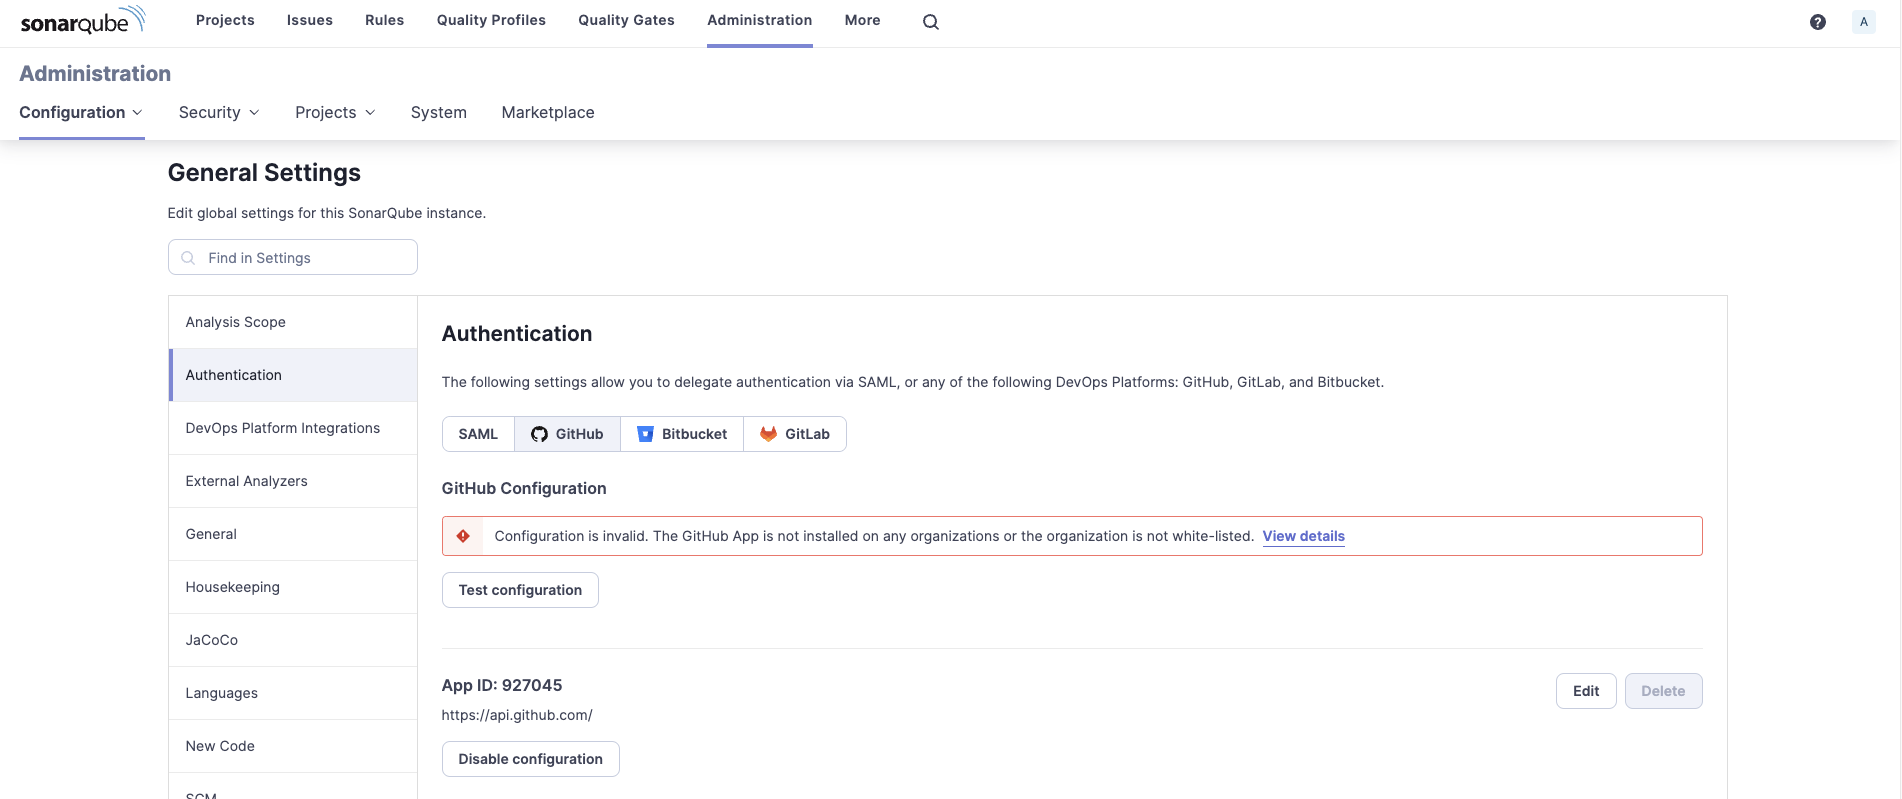 sonarqube Projects Issues Rules Quality Profiles Quality Gates Administration More ? A
Administration
Configuration Security Projects System Marketplace
General Settings
Edit global settings for this SonarQube instance.
Find in Settings
Analysis Scope
Authentication
DevOps Platform Integrations
External Analyzers
General
Housekeeping
JaCoCo
Languages
New Code
SCM
Authentication
The following settings allow you to delegate authentication via SAML, or any of the following DevOps Platforms: GitHub, GitLab, and Bitbucket.
SAML GitHub Bitbucket GitLab
GitHub Configuration
Configuration is invalid. The GitHub App is not installed on any organizations or the organization is not white-listed. View details
Test configuration
App ID: 927045
Edit Delete
https://api.github.com/
Disable configuration